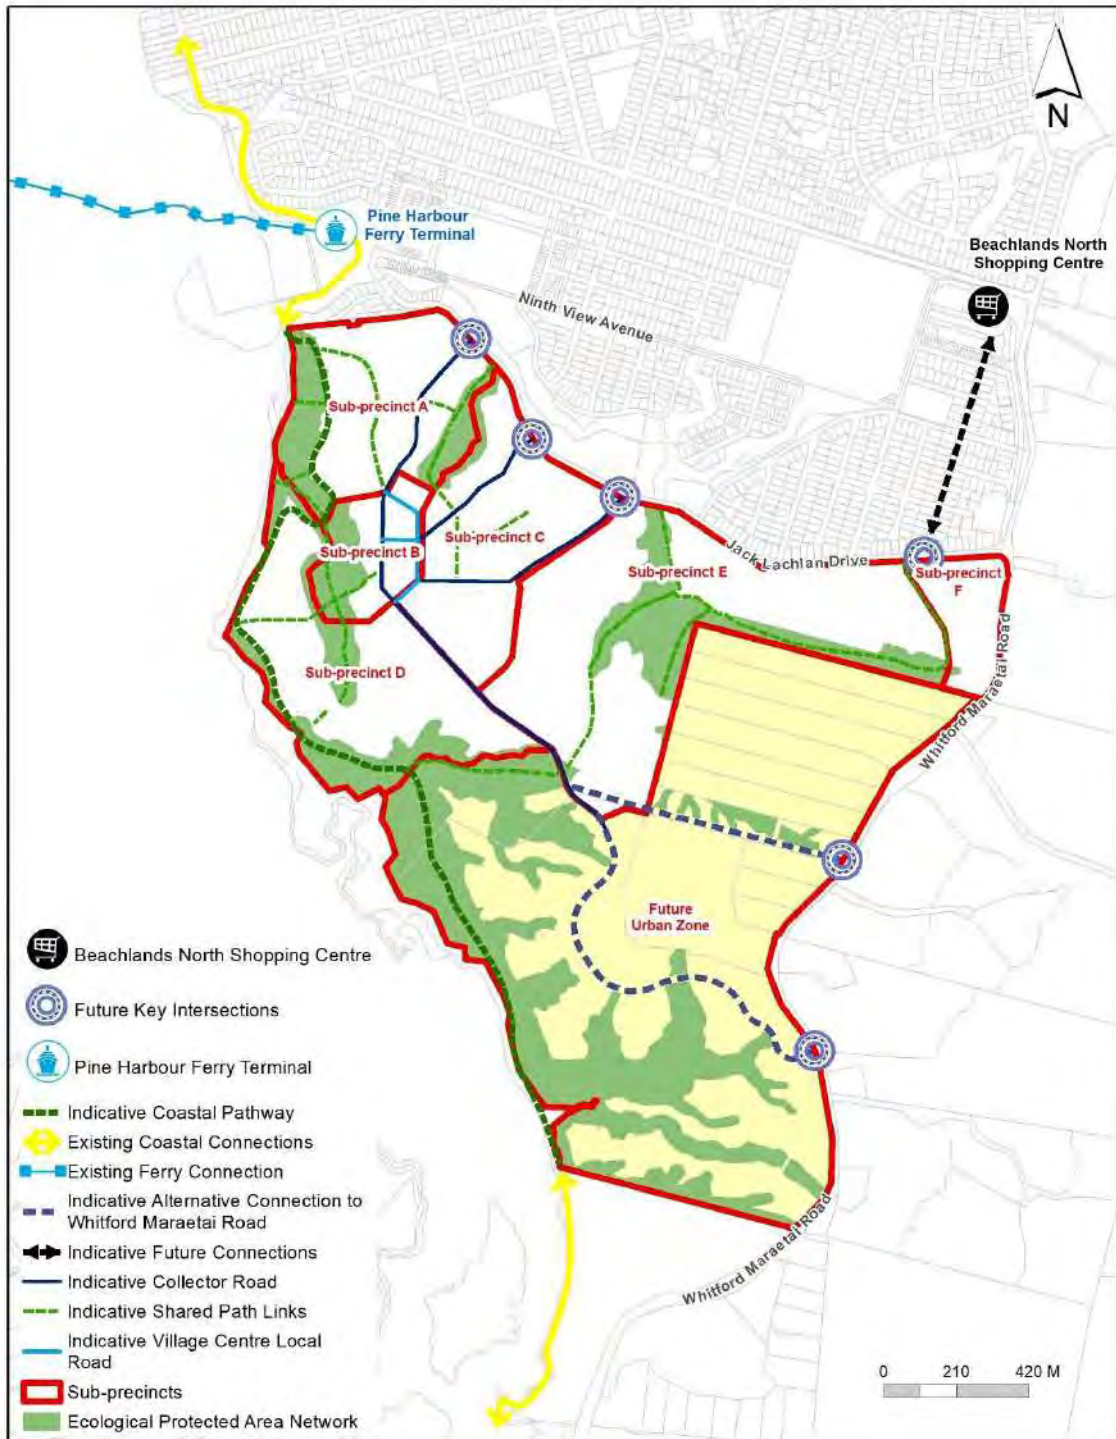 N
Pine Harbour
Ferry Terminal
Beachlands North
Shopping Centre
Ninth View Avenue
Sub-precinct A
Sub-precinct B
Sub-precinct C
Jack Lachlan Drive
Sub-precinct E
Sub-precinct
F
Sub-precinct D
Whitford Maraetai Road
Future
Urban Zone
Whitford Maraetai Road
Beachlands North Shopping Centre
Future Key Intersections
Pine Harbour Ferry Terminal
Indicative Coastal Pathway
Existing Coastal Connections
Existing Ferry Connection
Indicative Alternative Connection to
Whitford Maraetai Road
Indicative Future Connections
Indicative Collector Road
Indicative Shared Path Links
Indicative Village Centre Local
Road
Sub-precincts
Ecological Protected Area Network
0 210 420 M